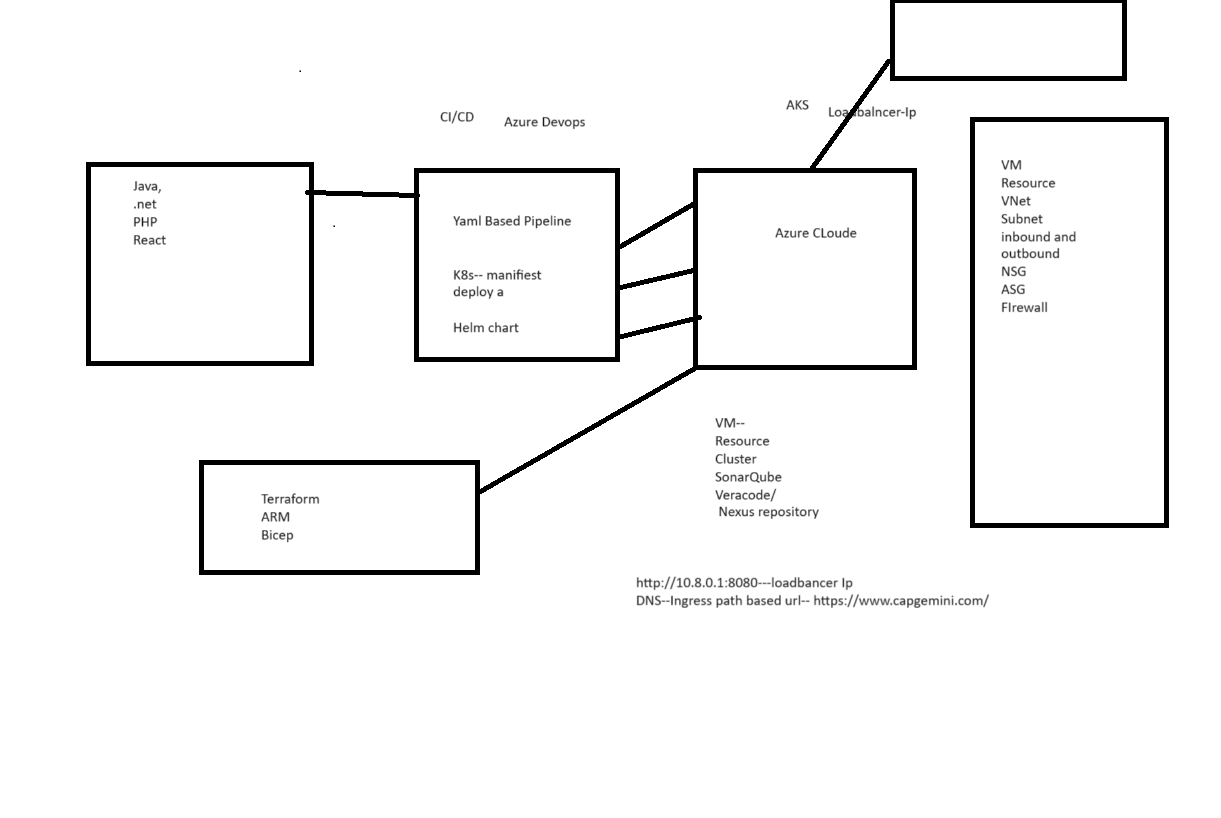 CI/CD
Azure Devops
AKS
Loadbalncer-Ip
Java,
.net
PHP
React
Yaml Based Pipeline
K8s-- manifiest
deploy a
Helm chart
Azure CLoude
VM
Resource
VNet
Subnet
inbound and
outbound
NSG
ASG
FIrewall
Terraform
ARM
Bicep
VM--
Resource
Cluster
SonarQube
Veracode/
Nexus repository
http://10.8.0.1:8080---loadbancer Ip
DNS--Ingress path based url-- https://www.capgemini.com/